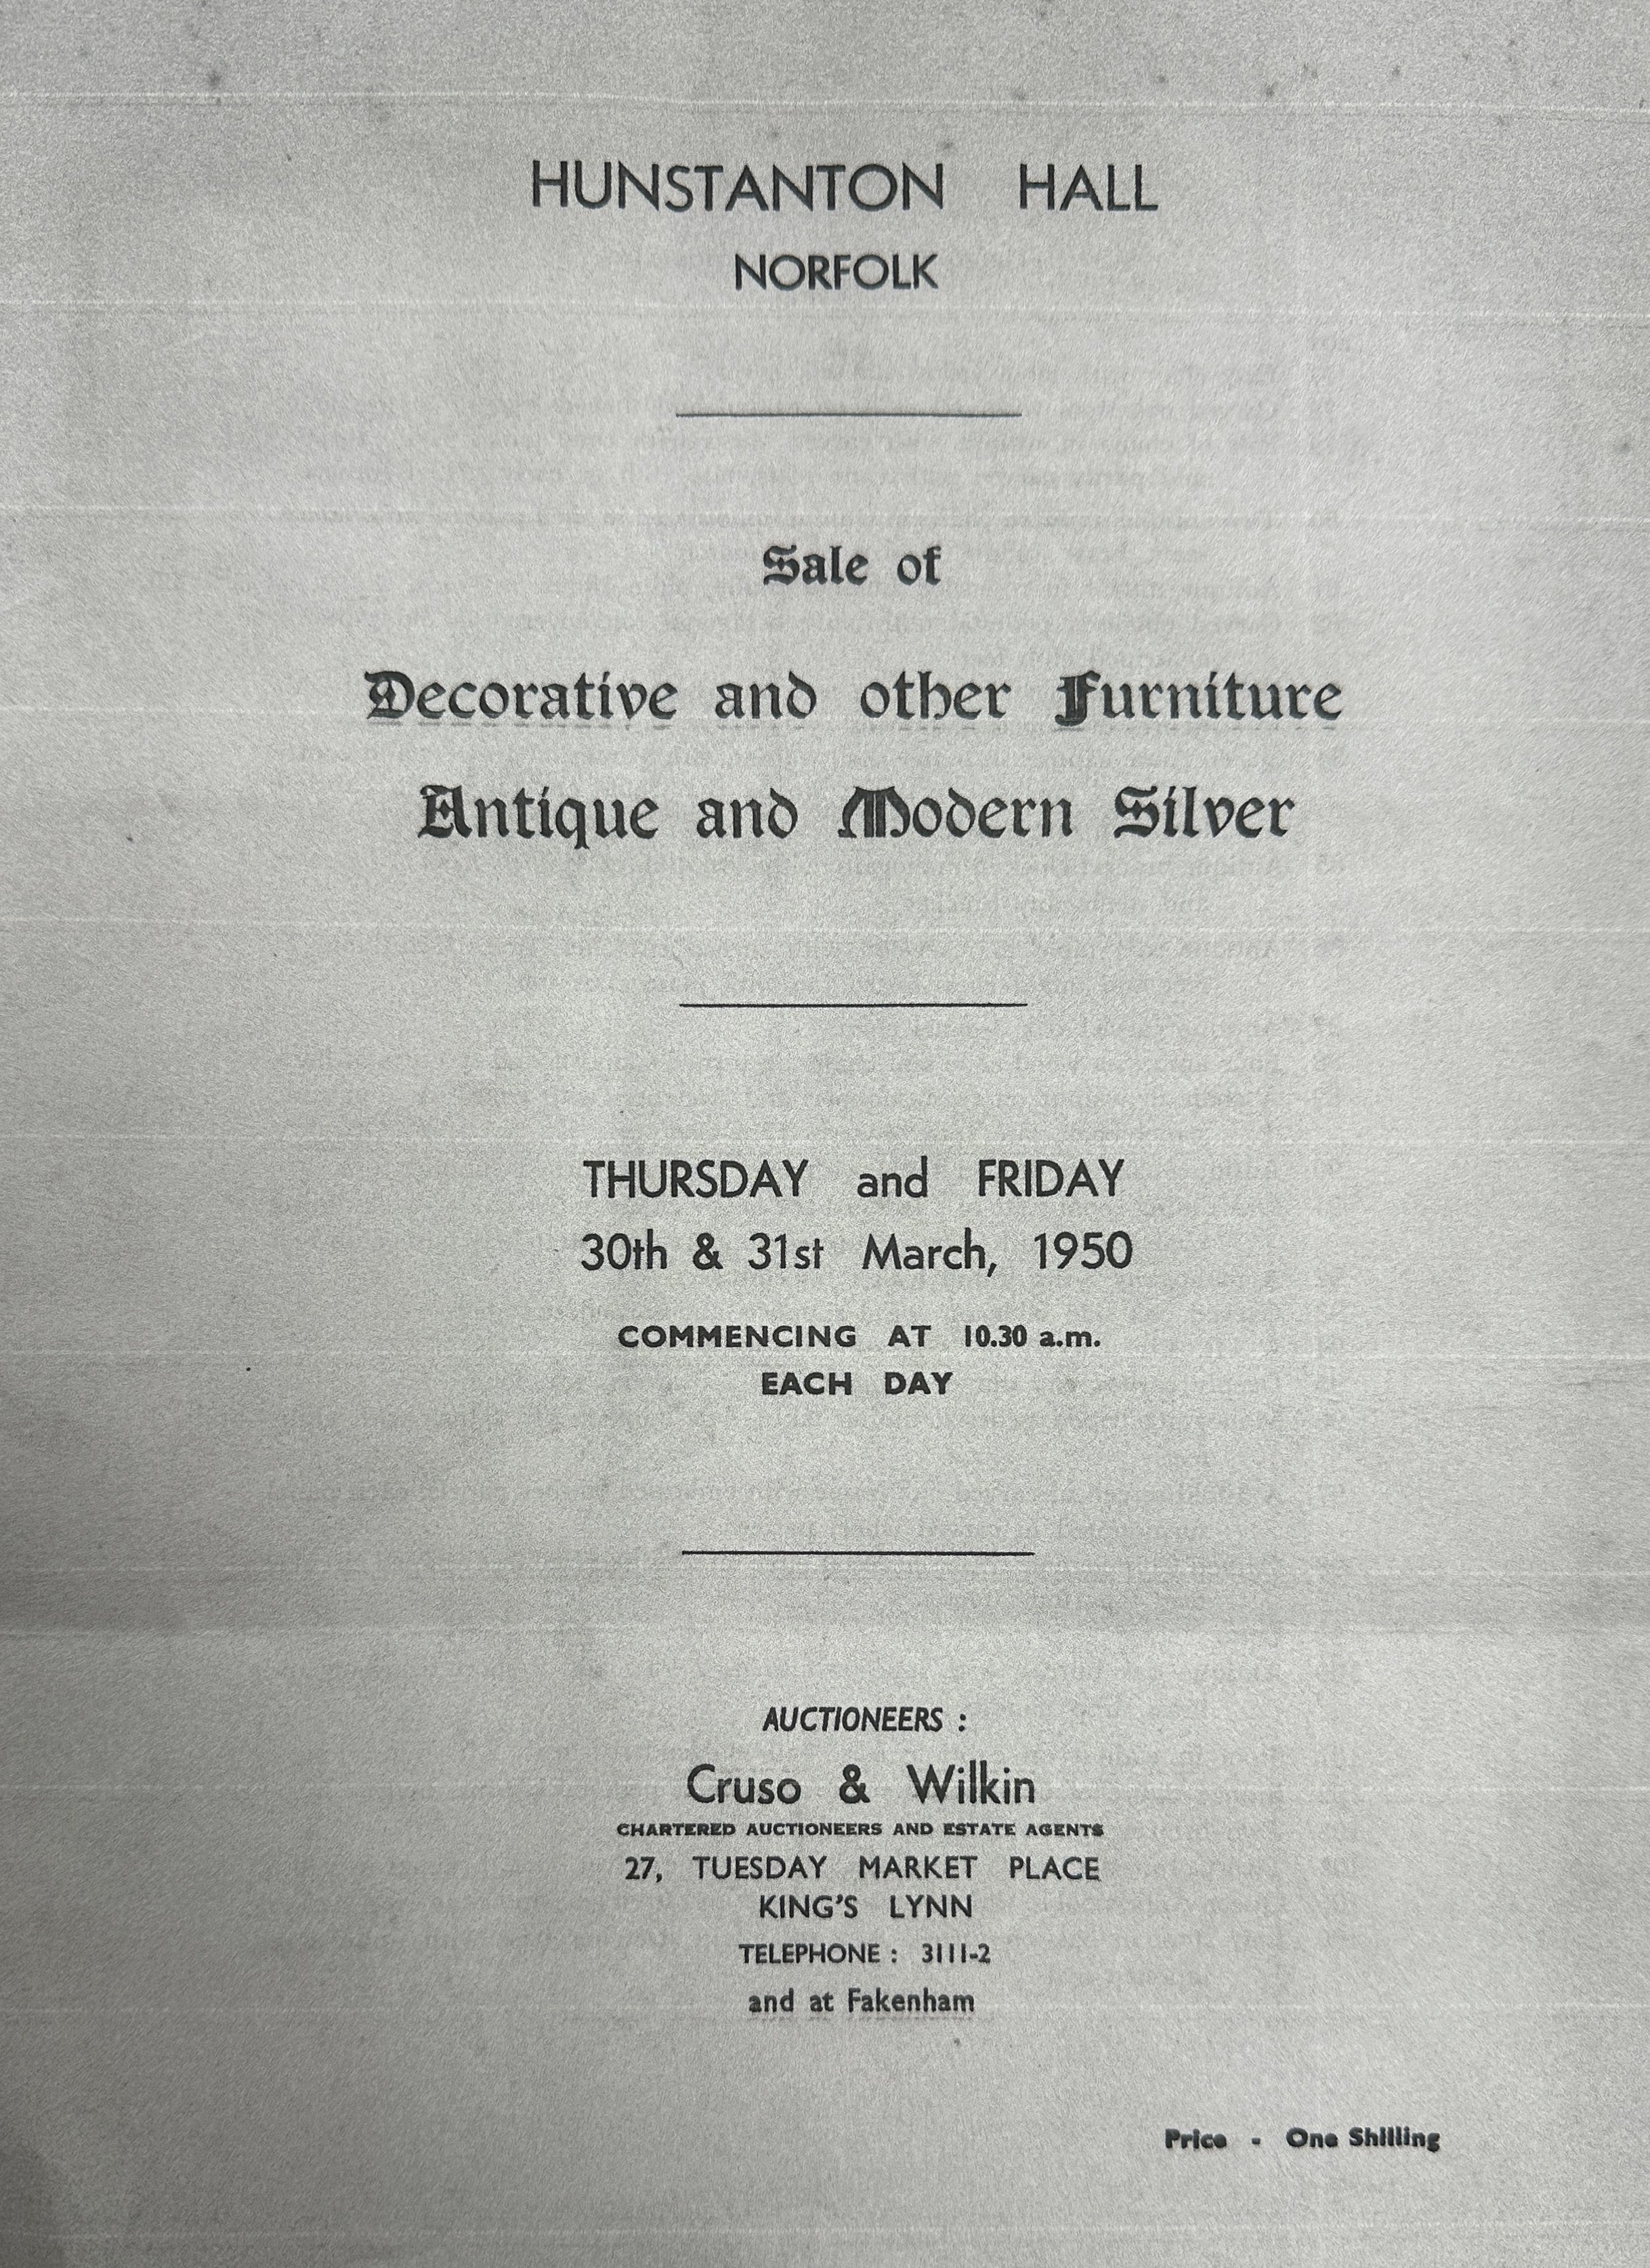 HUNSTANTON HALL
NORFOLK
Sale of
Decorative and other Furniture
Antique and Modern Silver
THURSDAY and FRIDAY
30th & 31st March, 1950
COMMENCING AT 10.30 a.m.
EACH DAY
AUCTIONEERS :
Cruso & Wilkin
CHARTERED AUCTIONEERS AND ESTATE AGENTS
27, TUESDAY MARKET PLACE
KING'S LYNN
TELEPHONE : 3111-2
and at Fakenham
Price - One Shilling